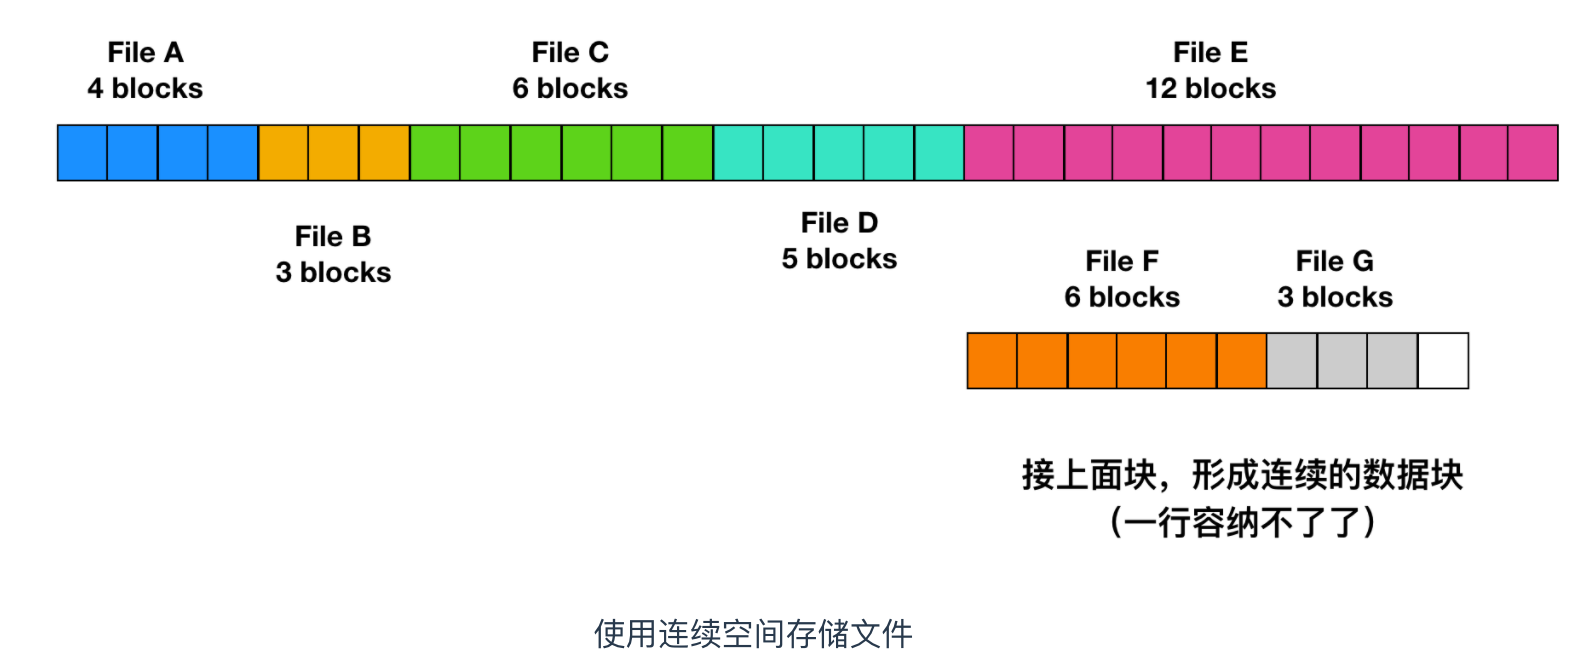 File A
4 blocks
File C
6 blocks
File E
12 blocks
File B
3 blocks
File D
5 blocks
File F
6 blocks
File G
3 blocks
接上面块，形成连续的数据块
（一行容纳不了了）
使用连续空间存储文件